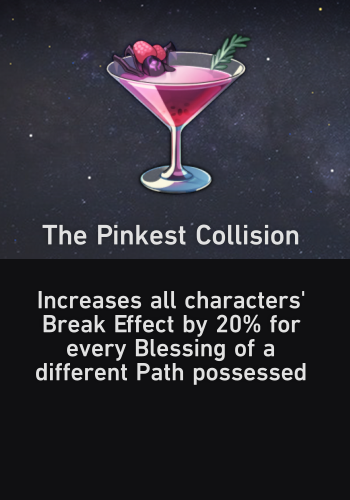 The Pinkest Collision
Increases all characters'
Break Effect by 20% for
every Blessing of a
different Path possessed